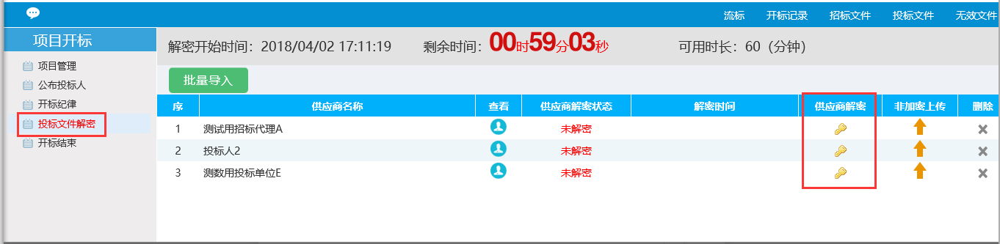 流标 开标记录 招标文件 投标文件 无效文件
项目开标
项目管理
公布投标人
开标纪律
投标文件解密
开标结束
解密开始时间：2018/04/02 17:11:19 剩余时间：00时59分03秒 可用时长：60（分钟）
批量导入
序 供应商名称 查看 供应商解密状态 解密时间 供应商解密 非加密上传 删除
1 测试用招标代理A 未解密
2 投标人2 未解密
3 测数用投标单位E 未解密